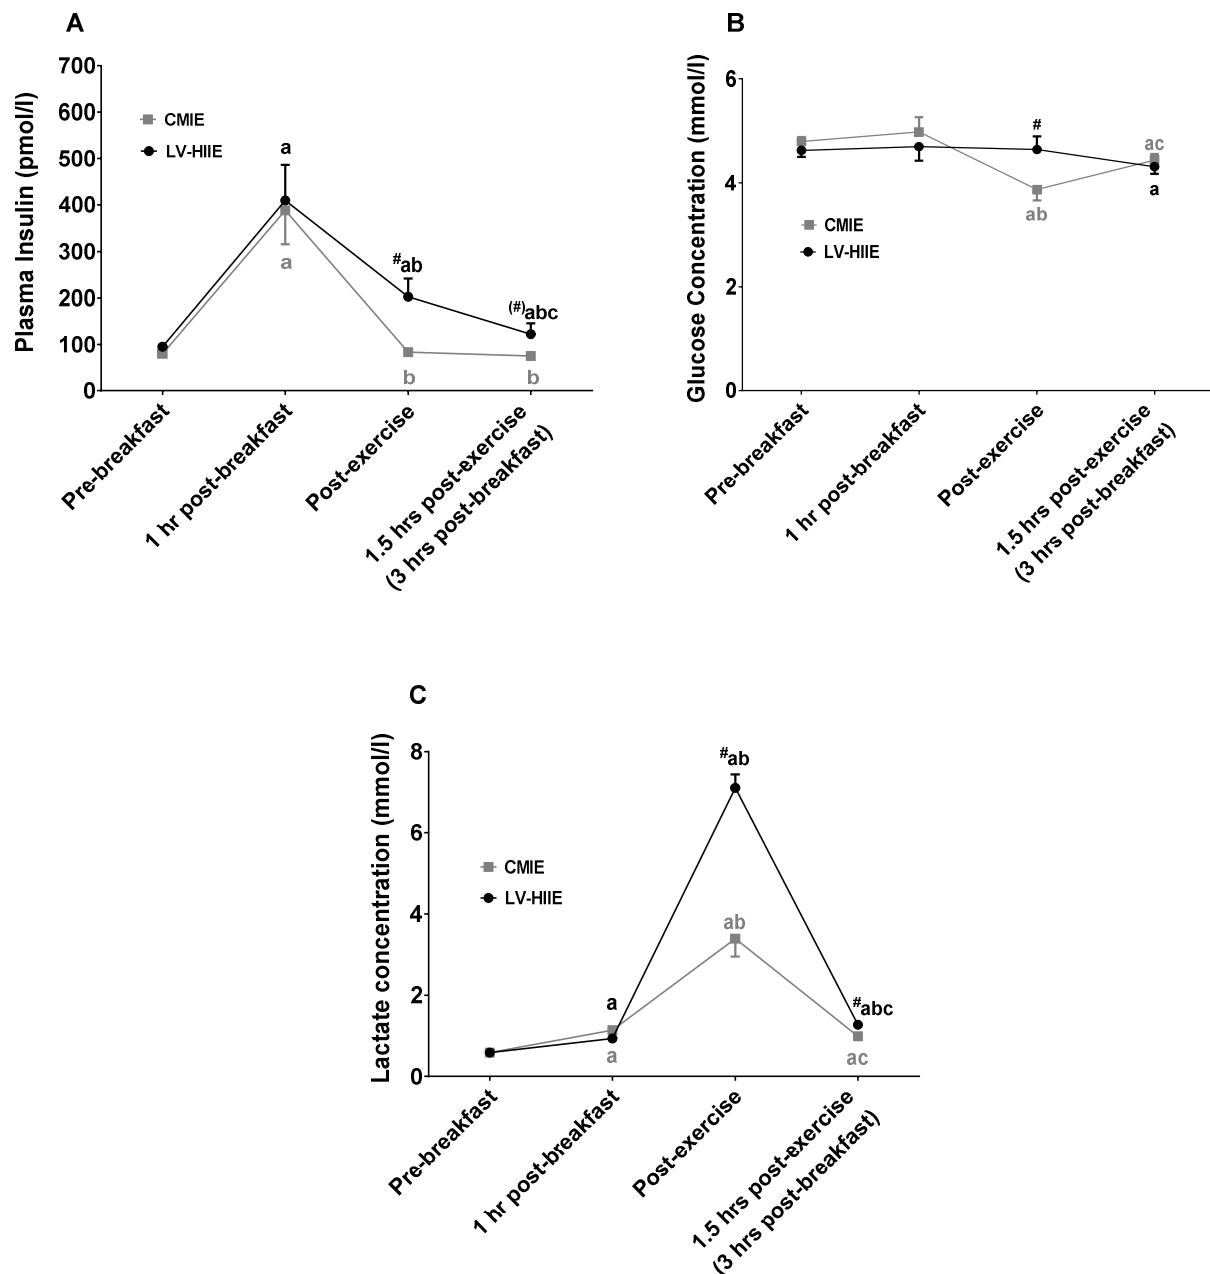 A
Plasma Insulin (pmol/l)
700
600
500
400
300
200
100
0
CMIE
LV-HIIE
a
a
#ab
b
(#)abc
b
Pre-breakfast
1 hr post-breakfast
Post-exercise
1.5 hrs post-exercise
(3 hrs post-breakfast)
B
Glucose Concentration (mmol/l)
6
4
2
0
CMIE
LV-HIIE
#
ab
ac
a
Pre-breakfast
1 hr post-breakfast
Post-exercise
1.5 hrs post-exercise
(3 hrs post-breakfast)
C
Lactate concentration (mmol/l)
8
6
4
2
0
CMIE
LV-HIIE
a
a
#ab
ab
#abc
ac
Pre-breakfast
1 hr post-breakfast
Post-exercise
1.5 hrs post-exercise
(3 hrs post-breakfast)